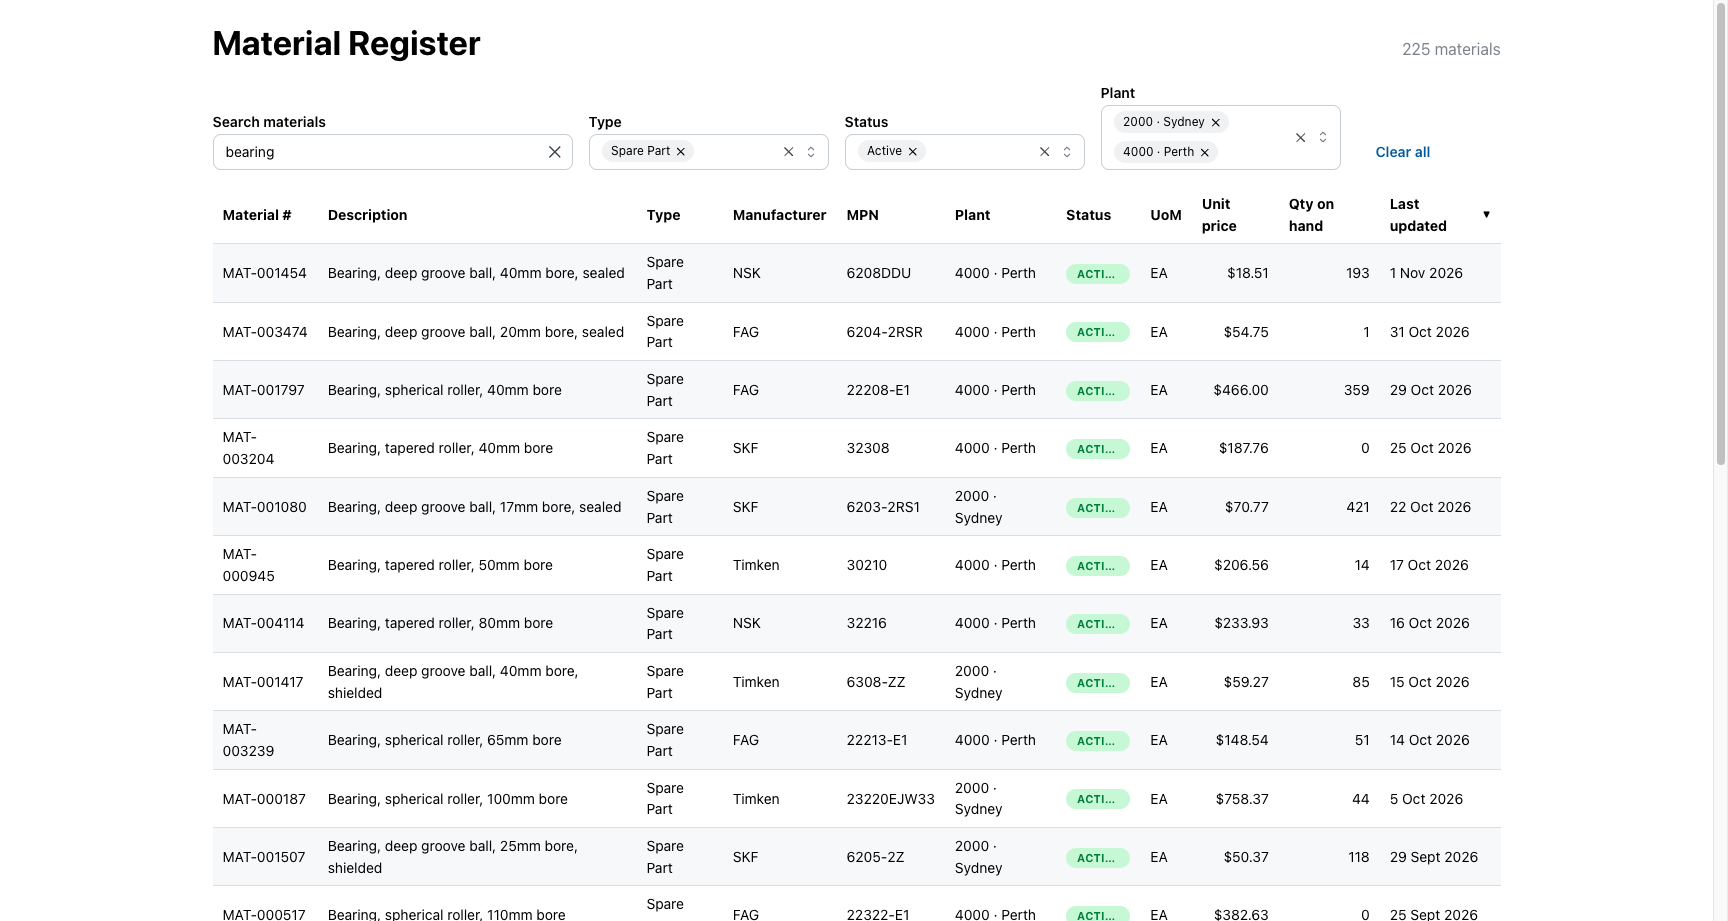 Material Register
225 materials
Search materials
bearing
Type
Spare Part
Status
Active
Plant
2000 · Sydney
4000 · Perth
Clear all
Material # Description Type Manufacturer MPN Plant Status UoM Unit price Qty on hand Last updated ▼
MAT-001454 Bearing, deep groove ball, 40mm bore, sealed Spare Part NSK 6208DDU 4000 · Perth ACTI... EA $18.51 193 1 Nov 2026
MAT-003474 Bearing, deep groove ball, 20mm bore, sealed Spare Part FAG 6204-2RSR 4000 · Perth ACTI... EA $54.75 1 31 Oct 2026
MAT-001797 Bearing, spherical roller, 40mm bore Spare Part FAG 22208-E1 4000 · Perth ACTI... EA $466.00 359 29 Oct 2026
MAT-003204 Bearing, tapered roller, 40mm bore Spare Part SKF 32308 4000 · Perth ACTI... EA $187.76 0 25 Oct 2026
MAT-001080 Bearing, deep groove ball, 17mm bore, sealed Spare Part SKF 6203-2RS1 2000 · Sydney ACTI... EA $70.77 421 22 Oct 2026
MAT-000945 Bearing, tapered roller, 50mm bore Spare Part Timken 30210 4000 · Perth ACTI... EA $206.56 14 17 Oct 2026
MAT-004114 Bearing, tapered roller, 80mm bore Spare Part NSK 32216 4000 · Perth ACTI... EA $233.93 33 16 Oct 2026
MAT-001417 Bearing, deep groove ball, 40mm bore, shielded Spare Part Timken 6308-ZZ 2000 · Sydney ACTI... EA $59.27 85 15 Oct 2026
MAT-003239 Bearing, spherical roller, 65mm bore Spare Part FAG 22213-E1 4000 · Perth ACTI... EA $148.54 51 14 Oct 2026
MAT-000187 Bearing, spherical roller, 100mm bore Spare Part Timken 23220EJW33 2000 · Sydney ACTI... EA $758.37 44 5 Oct 2026
MAT-001507 Bearing, deep groove ball, 25mm bore, shielded Spare Part SKF 6205-2Z 2000 · Sydney ACTI... EA $50.37 118 29 Sept 2026
MAT-000517 Bearing, spherical roller, 110mm bore Spare FAG 22322-E1 4000 · Perth ACTI... EA $382.63 0 25 Sept 2026